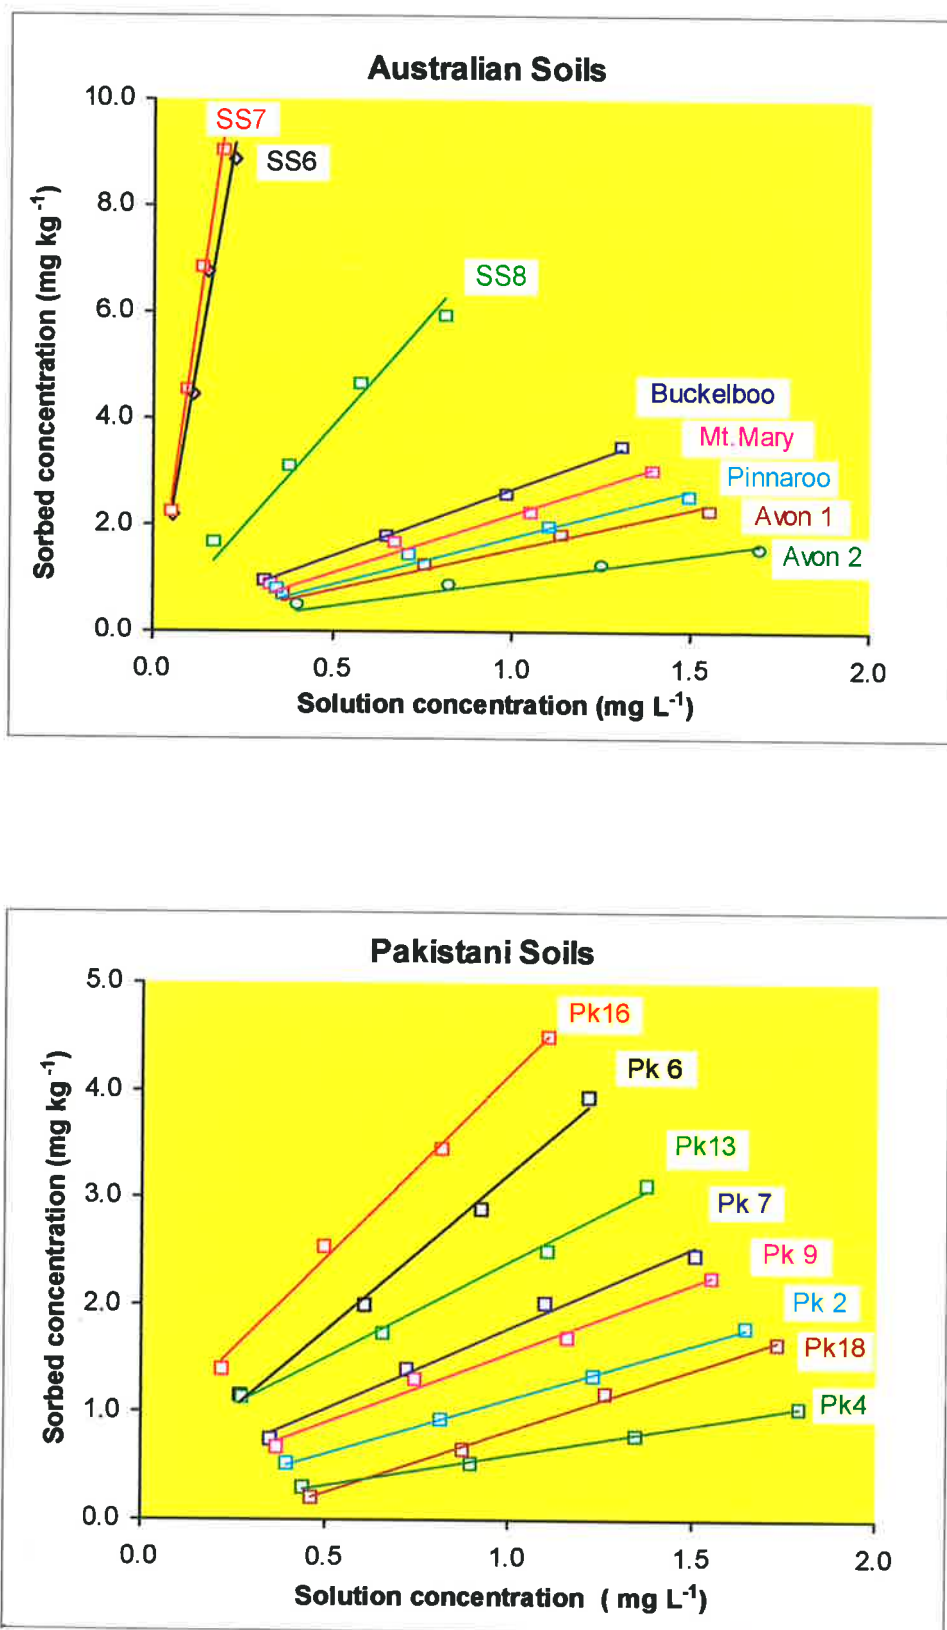 Australian Soils
10.0
8.0
6.0
4.0
2.0
0.0
Sorbed concentration (mg kg⁻¹)
SS7
SS6
SS8
Buckelboo
Mt.Mary
Pinnaroo
Avon 1
Avon 2
0.0 0.5 1.0 1.5 2.0
Solution concentration (mg L⁻¹)
Pakistani Soils
5.0
4.0
3.0
2.0
1.0
0.0
Sorbed concentration (mg kg⁻¹)
Pk16
Pk 6
Pk13
Pk 7
Pk 9
Pk 2
Pk18
Pk4
0.0 0.5 1.0 1.5 2.0
Solution concentration ( mg L⁻¹)